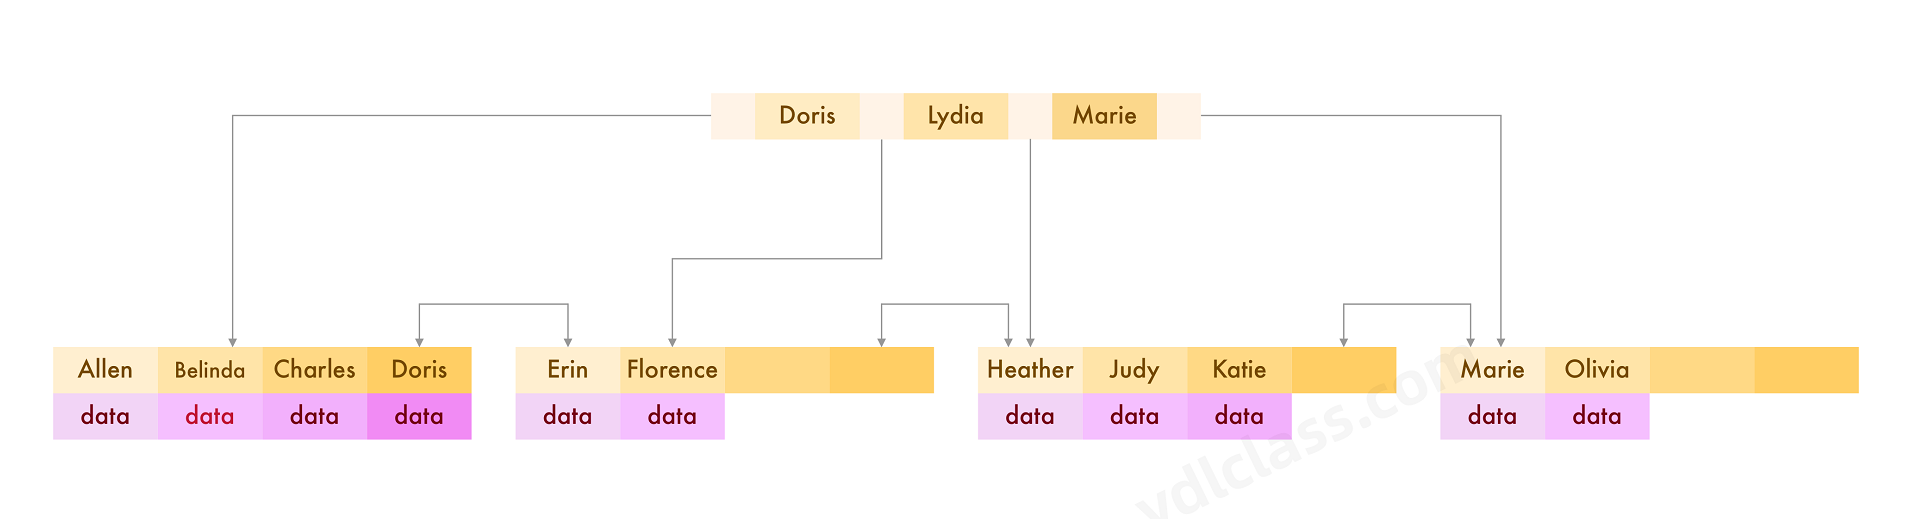 Doris Lydia Marie
Allen Belinda Charles Doris Erin Florence Heather Judy Katie Marie Olivia
data data data data data data data data data data data
vdlclass.com